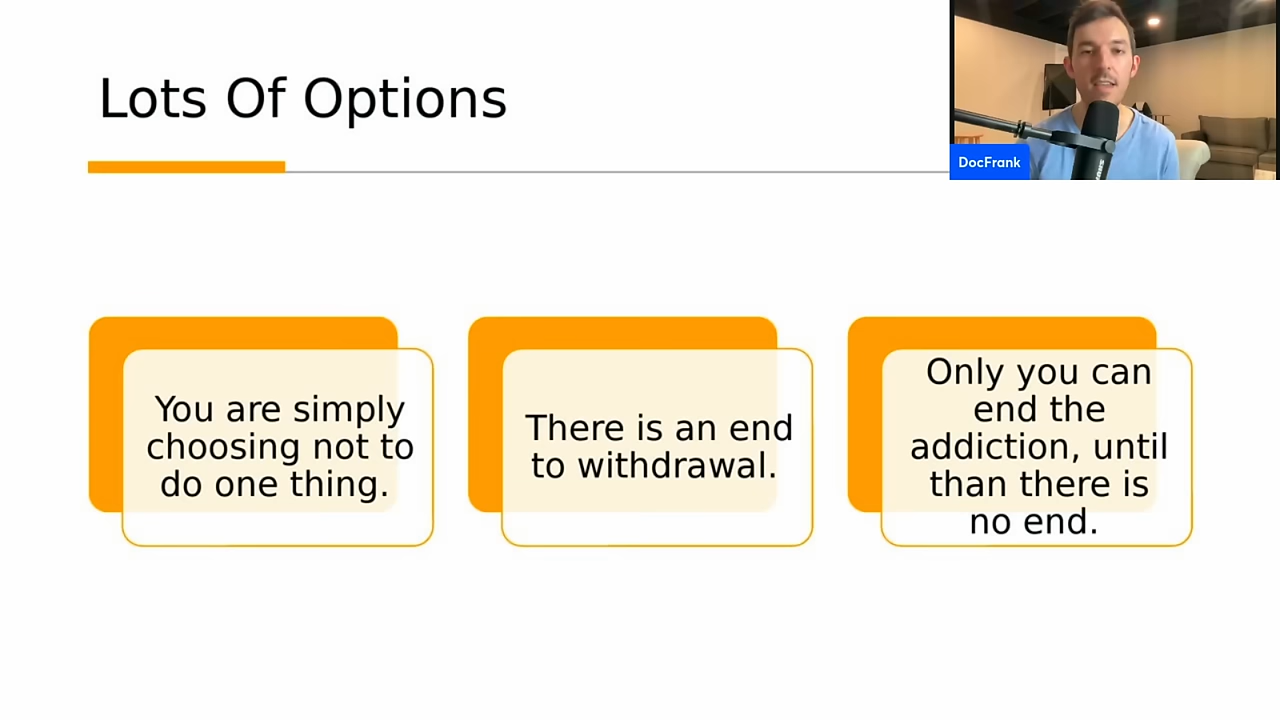 Lots Of Options
DocFrank
You are simply
choosing not to
do one thing.
There is an end
to withdrawal.
Only you can
end the
addiction, until
than there is
no end.